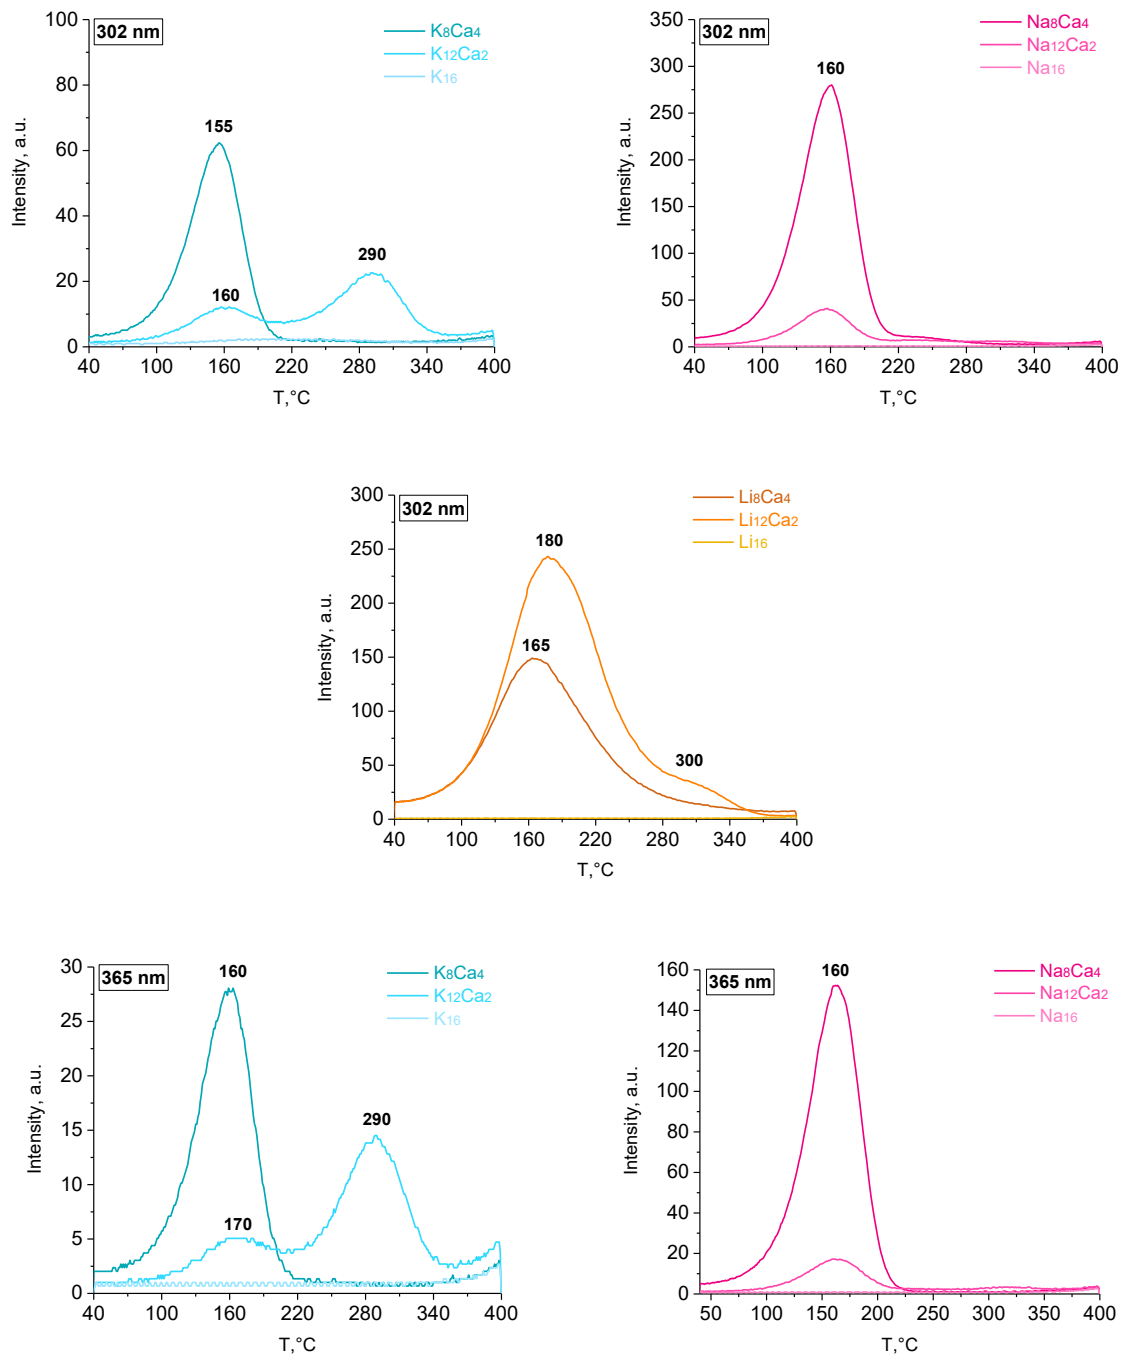 302 nm
K8Ca4
K12Ca2
K16
100
80
60
40
20
0
155
160
290
40 100 160 220 280 340 400
Intensity, a.u.
T,°C
302 nm
Na8Ca4
Na12Ca2
Na16
350
300
250
200
150
100
50
0
160
40 100 160 220 280 340 400
Intensity, a.u.
T,°C
302 nm
Li8Ca4
Li12Ca2
Li16
300
250
200
150
100
50
0
180
165
300
40 100 160 220 280 340 400
Intensity, a.u.
T,°C
365 nm
K8Ca4
K12Ca2
K16
30
25
20
15
10
5
0
160
290
170
40 100 160 220 280 340 400
Intensity, a.u.
T,°C
365 nm
Na8Ca4
Na12Ca2
Na16
160
140
120
100
80
60
40
20
0
160
50 100 150 200 250 300 350 400
Intensity, a.u.
T,°C